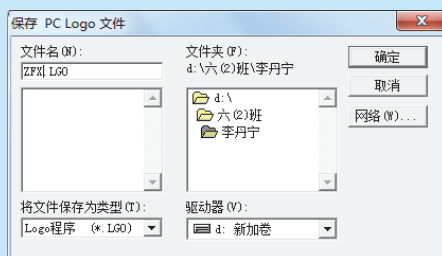 保存 PC Logo 文件
文件名(N):
ZFX.LGO
文件夹(F):
d:\六(2)班\李丹宁
d:\
六(2)班
李丹宁
确定
取消
网络(W)...
将文件保存为类型(T):
Logo程序 (*.LGO)
驱动器(V):
d: 新加卷